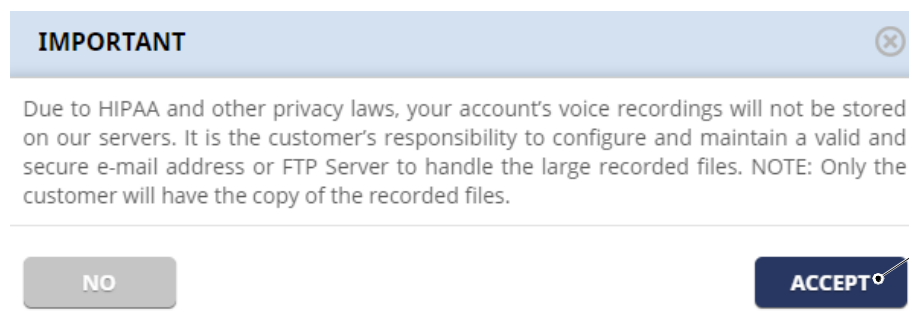 IMPORTANT
Due to HIPAA and other privacy laws, your account’s voice recordings will not be stored
on our servers. It is the customer’s responsibility to configure and maintain a valid and
secure e-mail address or FTP Server to handle the large recorded files. NOTE: Only the
customer will have the copy of the recorded files.
NO
ACCEPT